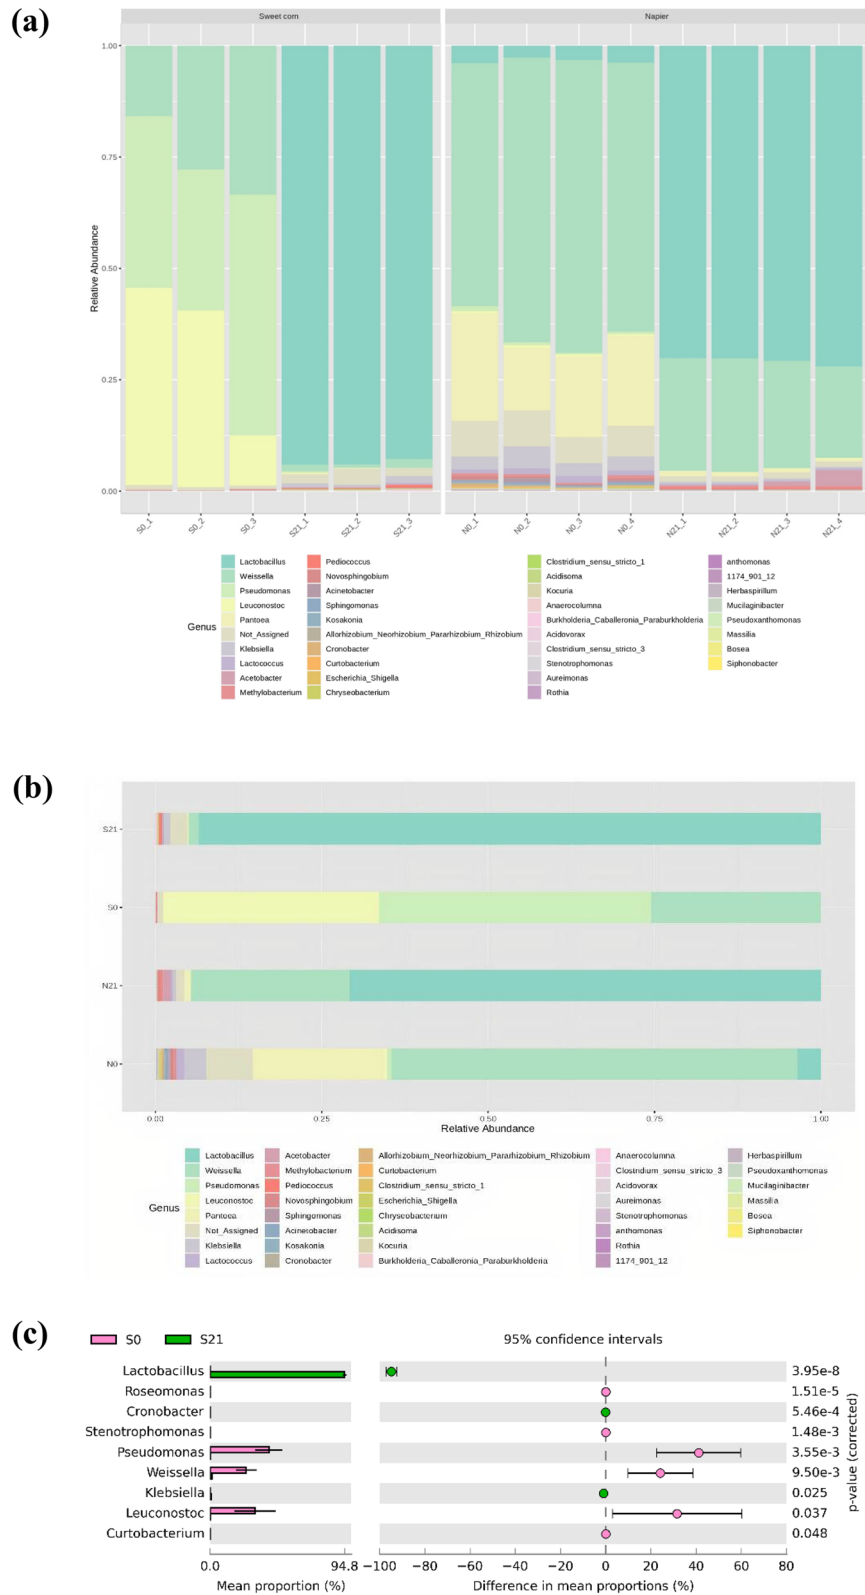 (a)
Sweet corn
Napier
1.00
0.75
0.50
0.25
0.00
Relative Abundance
S0_1
S0_2
S0_3
S21_1
S21_2
S21_3
N0_1
N0_2
N0_3
N0_4
N21_1
N21_2
N21_3
N21_4
Genus
Lactobacillus
Weissella
Pseudomonas
Leuconostoc
Pantoea
Not_Assigned
Klebsiella
Lactococcus
Acetobacter
Methylobacterium
Pediococcus
Novosphingobium
Acinetobacter
Sphingomonas
Kosakonia
Allorhizobium_Neorhizobium_Pararhizobium_Rhizobium
Cronobacter
Curtobacterium
Escherichia_Shigella
Chryseobacterium
Clostridium_sensu_stricto_1
Acidisoma
Kocuria
Anaerocolumna
Burkholderia_Caballeronia_Paraburkholderia
Acidovorax
Clostridium_sensu_stricto_3
Stenotrophomonas
Aureimonas
Rothia
anthomonas
1174_901_12
Herbaspirillum
Mucilaginibacter
Pseudoxanthomonas
Massilia
Bosea
Siphonobacter
(b)
S21
S0
N21
N0
0.00
0.25
0.50
0.75
1.00
Relative Abundance
Genus
Lactobacillus
Weissella
Pseudomonas
Leuconostoc
Pantoea
Not_Assigned
Klebsiella
Lactococcus
Acetobacter
Methylobacterium
Pediococcus
Novosphingobium
Sphingomonas
Acinetobacter
Kosakonia
Cronobacter
Allorhizobium_Neorhizobium_Pararhizobium_Rhizobium
Curtobacterium
Clostridium_sensu_stricto_1
Escherichia_Shigella
Chryseobacterium
Acidisoma
Kocuria
Burkholderia_Caballeronia_Paraburkholderia
Anaerocolumna
Clostridium_sensu_stricto_3
Acidovorax
Aureimonas
Stenotrophomonas
anthomonas
Rothia
1174_901_12
Herbaspirillum
Pseudoxanthomonas
Mucilaginibacter
Massilia
Bosea
Siphonobacter
(c)
S0
S21
95% confidence intervals
Lactobacillus
3.95e-8
Roseomonas
1.51e-5
Cronobacter
5.46e-4
Stenotrophomonas
1.48e-3
Pseudomonas
3.55e-3
Weissella
9.50e-3
Klebsiella
0.025
Leuconostoc
0.037
Curtobacterium
0.048
p-value (corrected)
0.0
94.8
−100
−80
−60
−40
−20
0
20
40
60
80
Mean proportion (%)
Difference in mean proportions (%)